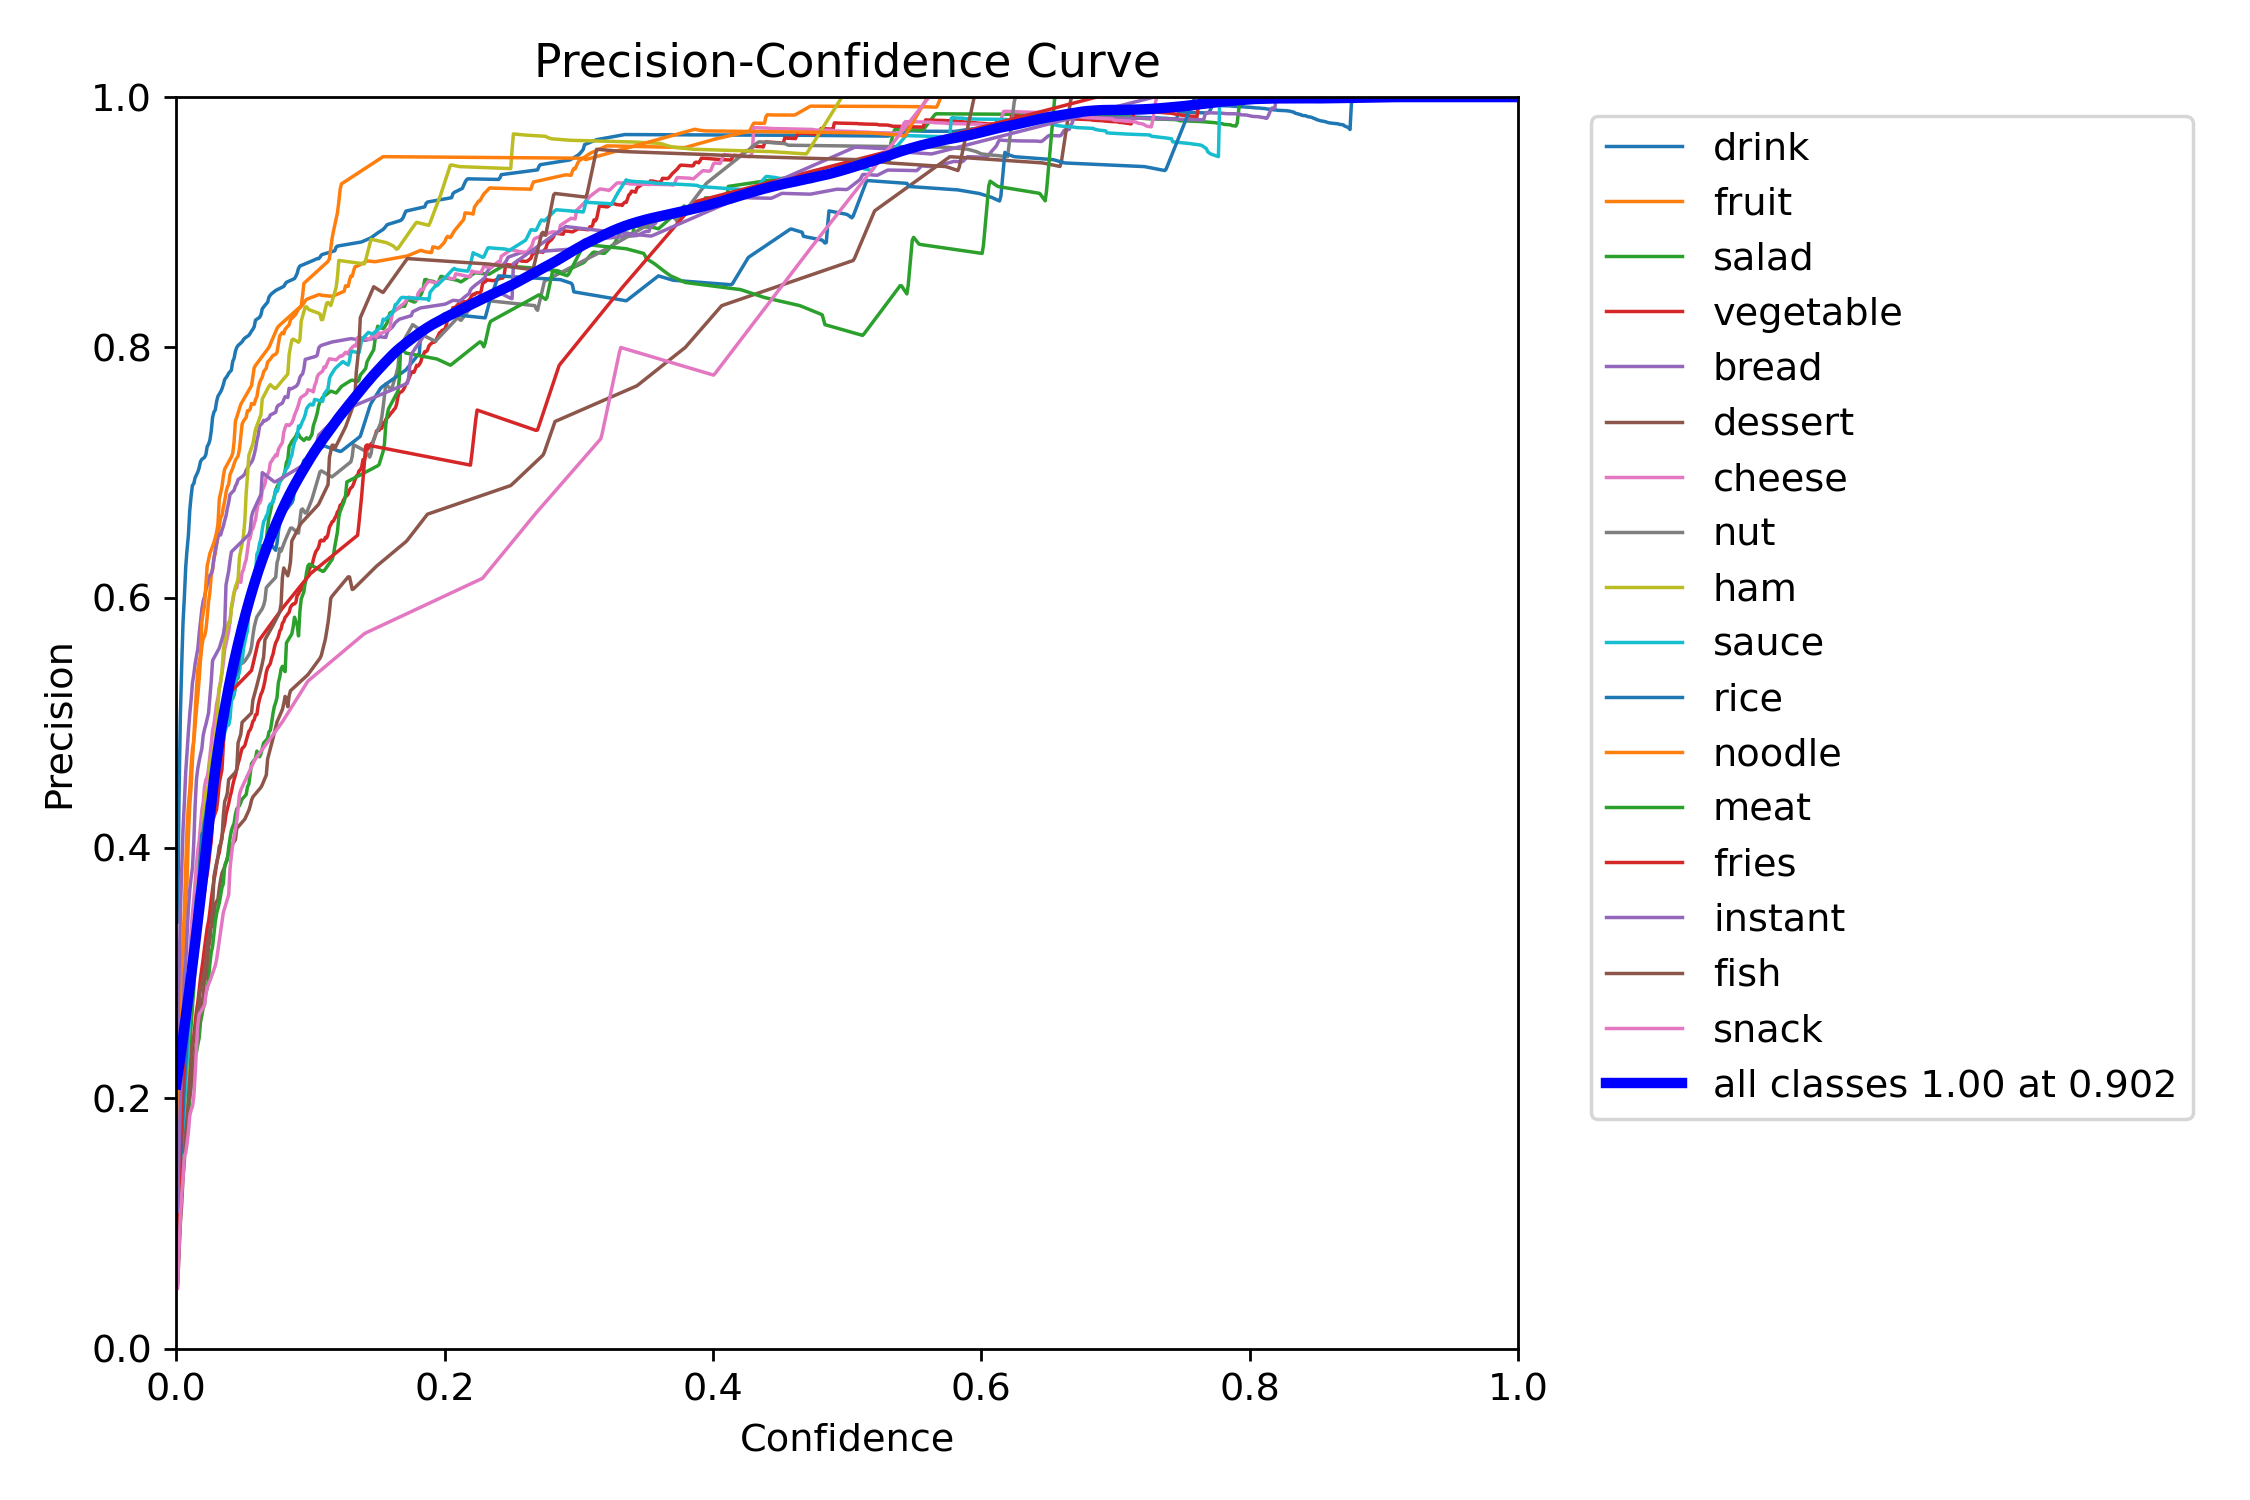 Precision-Confidence Curve
1.0
0.8
0.6
0.4
0.2
0.0
Precision
0.0 0.2 0.4 0.6 0.8 1.0
Confidence
drink
fruit
salad
vegetable
bread
dessert
cheese
nut
ham
sauce
rice
noodle
meat
fries
instant
fish
snack
all classes 1.00 at 0.902